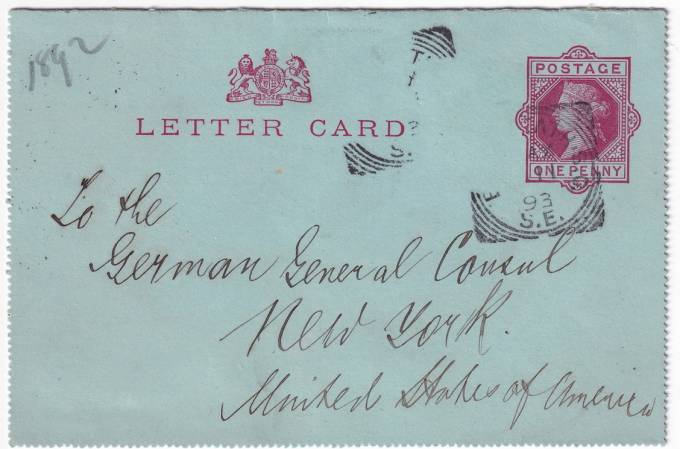 1892
POSTAGE
LETTER CARD
ONE PENNY
93
S.E.
To the
German General Consul
New York.
United States of America